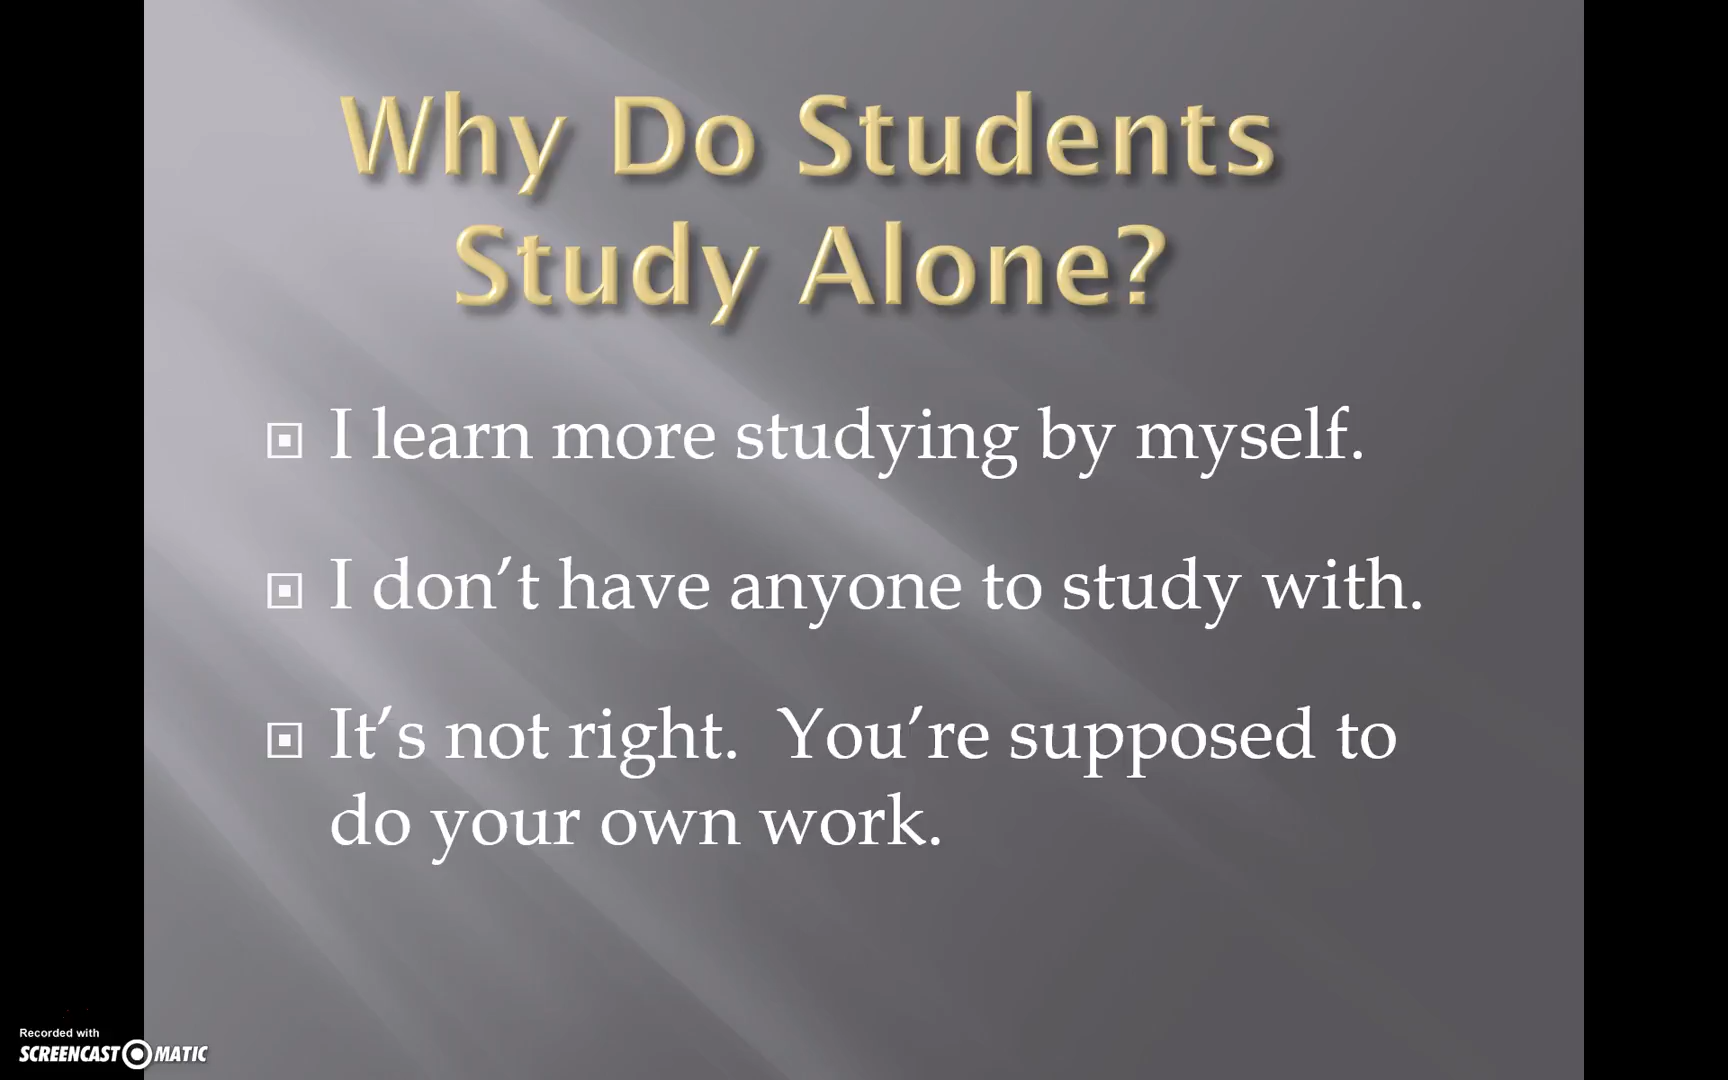 Why Do Students
Study Alone?
I learn more studying by myself.
I don’t have anyone to study with.
It’s not right.  You’re supposed to
do your own work.
Recorded with
SCREENCAST MATIC